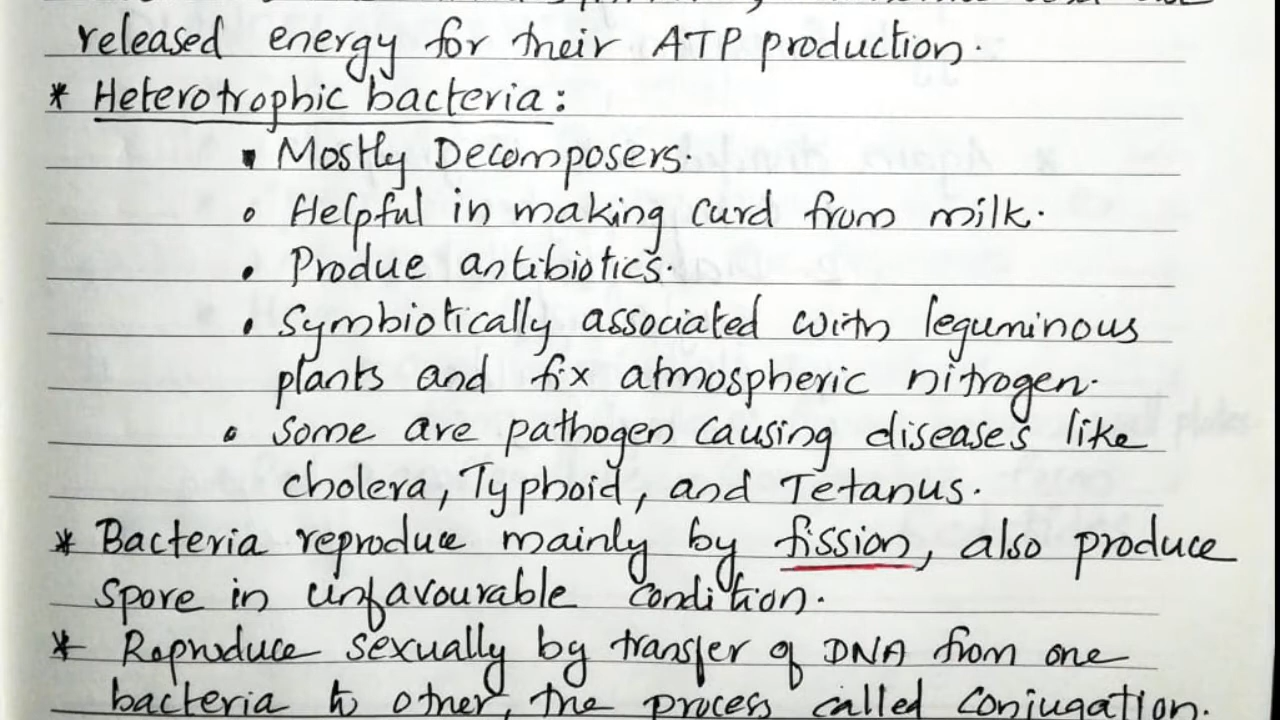 released energy for their ATP production.
* Heterotrophic bacteria:
▪ Mostly Decomposers.
• Helpful in making curd from milk.
• Produe antibiotics.
• Symbiotically associated with leguminous
plants and fix atmospheric nitrogen.
• Some are pathogen causing diseases like
cholera, Typhoid, and Tetanus.
* Bacteria reproduce mainly by fission, also produce
spore in unfavourable condition.
* Reproduce sexually by transfer of DNA from one
bacteria to other, the process called conjugation.